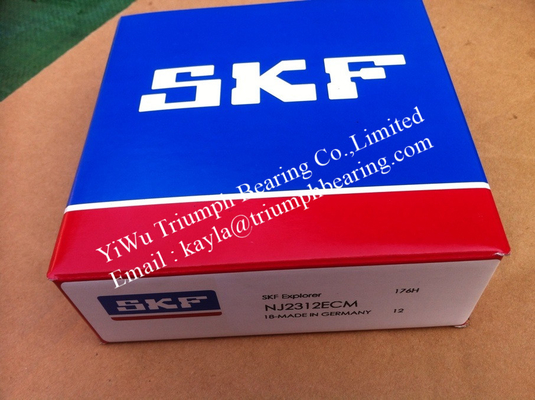 SKF
YiWu Triumph Bearing Co.,Limited
Email : kayla@triumphbearing.com
SKF
SKF Explorer
176H
NJ2312ECM
18-MADE IN GERMANY
12